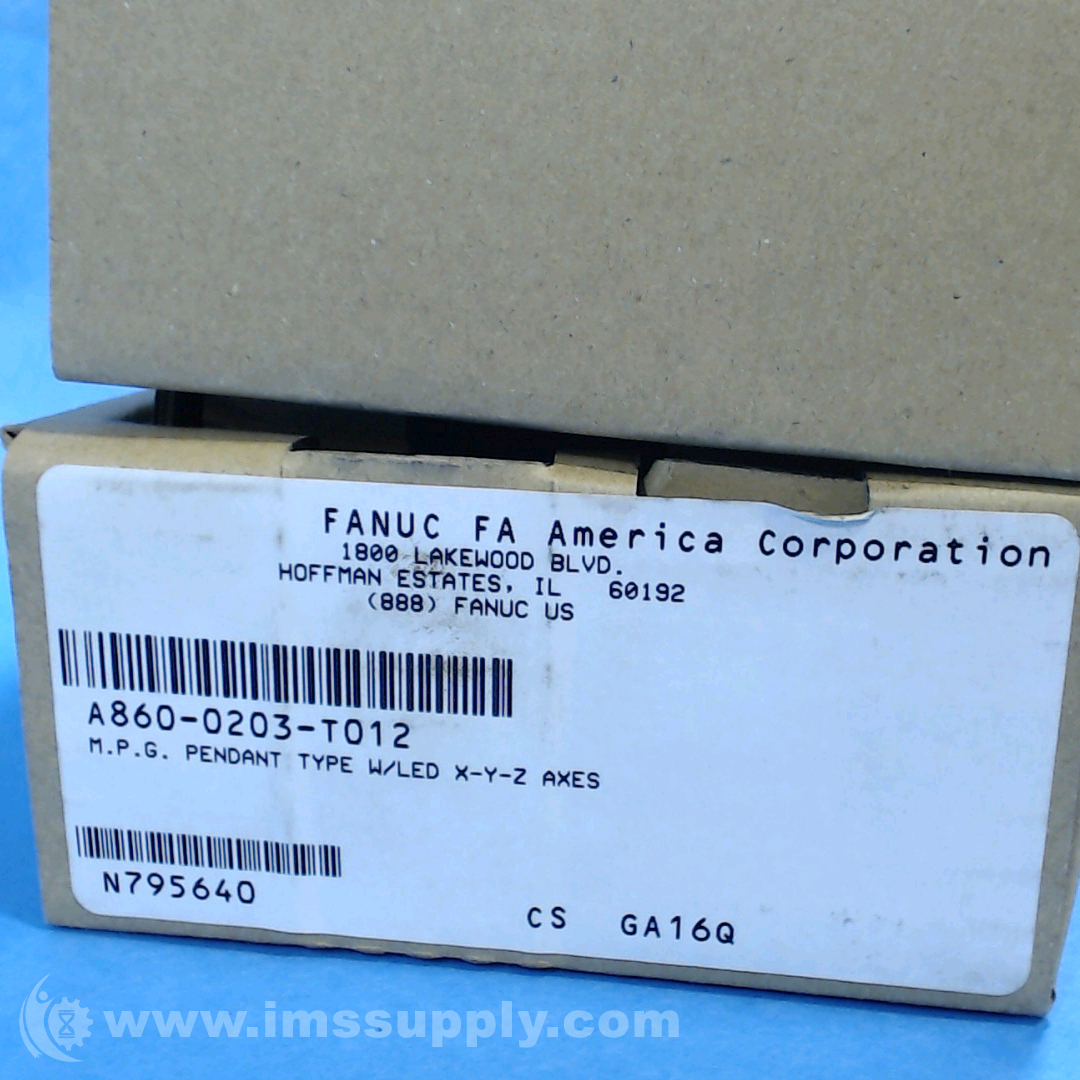 FANUC FA America Corporation
1800 LAKEWOOD BLVD.
HOFFMAN ESTATES, IL 60192
(888) FANUC US
A860-0203-T012
M.P.G. PENDANT TYPE W/LED X-Y-Z AXES
N795640
CS GA16Q
www.imssupply.com